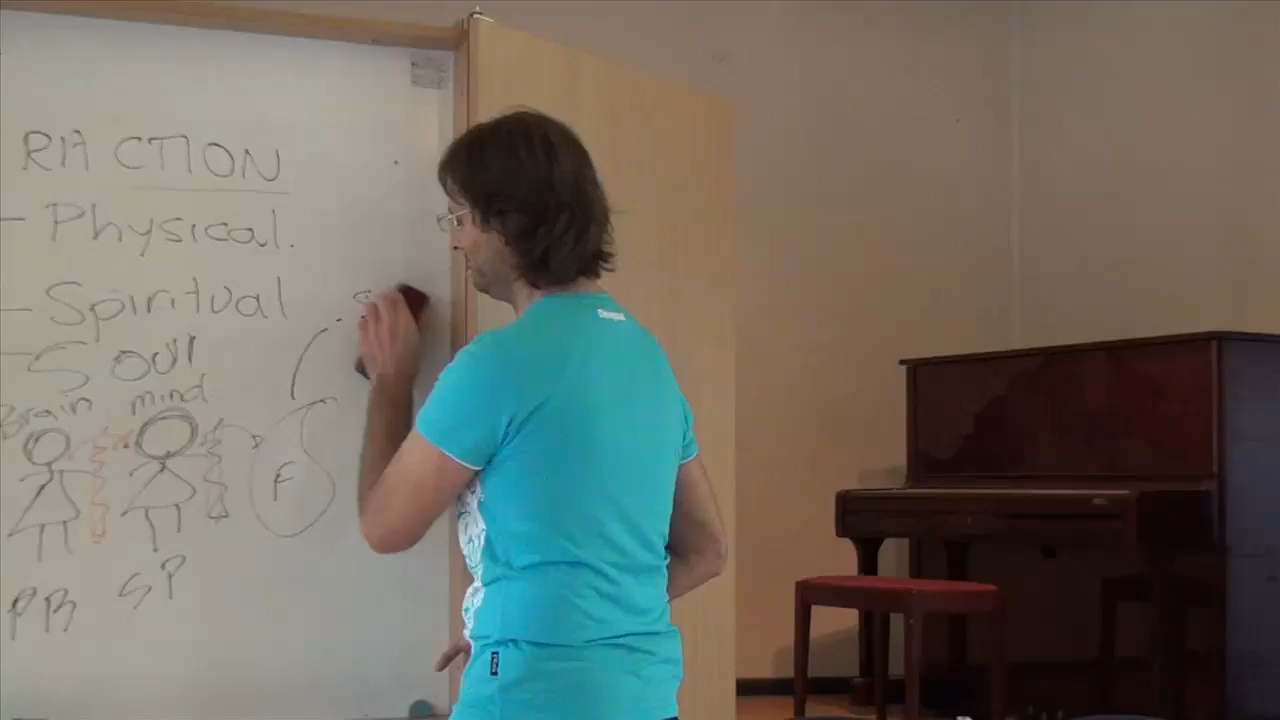 RACTION
- Physical.
- Spiritual
- Soul
Brain mind
F
PB SP